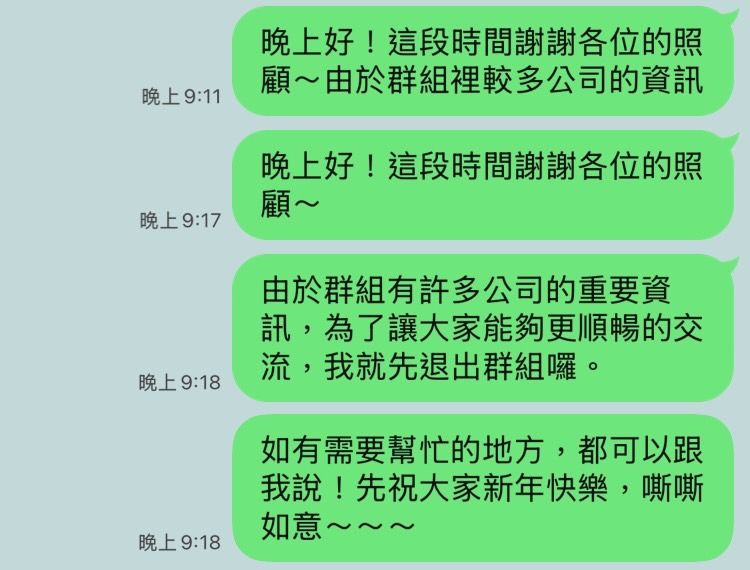 晚上好！這段時間謝謝各位的照
顧～由於群組裡較多公司的資訊
晚上 9:11
晚上好！這段時間謝謝各位的照
顧～
晚上 9:17
由於群組有許多公司的重要資
訊，為了讓大家能夠更順暢的交
流，我就先退出群組囉。
晚上 9:18
如有需要幫忙的地方，都可以跟
我說！先祝大家新年快樂，嘶嘶
如意～～～
晚上 9:18